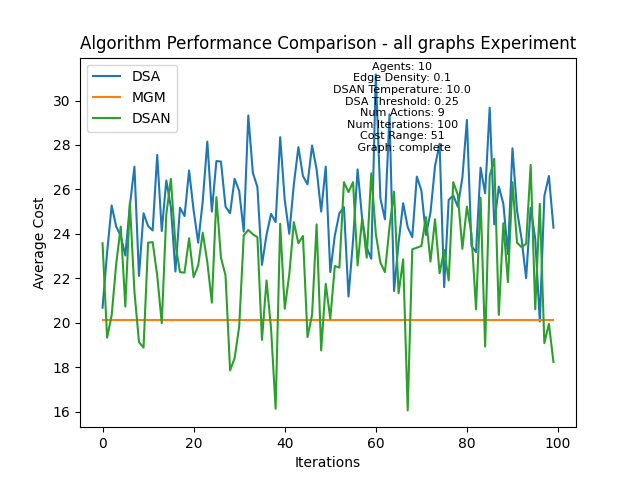 Algorithm Performance Comparison - all graphs Experiment
DSA
MGM
DSAN
Agents: 10
Edge Density: 0.1
DSAN Temperature: 10.0
DSA Threshold: 0.25
Num Actions: 9
Num Iterations: 100
Cost Range: 51
Graph: complete
Average Cost
30
28
26
24
22
20
18
16
0
20
40
60
80
100
Iterations